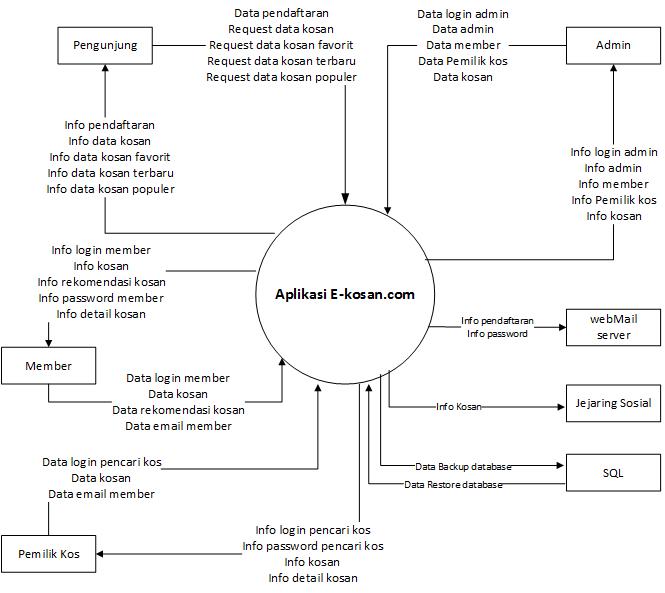 Pengunjung
Data pendaftaran
Request data kosan
Request data kosan favorit
Request data kosan terbaru
Request data kosan populer
Data login admin
Data admin
Data member
Data Pemilik kos
Data kosan
Admin
Info pendaftaran
Info data kosan
Info data kosan favorit
Info data kosan terbaru
Info data kosan populer
Info login admin
Info admin
Info member
Info Pemilik kos
Info kosan
Info login member
Info kosan
Info rekomendasi kosan
Info password member
Info detail kosan
Aplikasi E-kosan.com
Info pendaftaran
Info password
webMail
server
Member
Data login member
Data kosan
Data rekomendasi kosan
Data email member
Info Kosan
Jejaring Sosial
Data login pencari kos
Data kosan
Data email member
Data Backup database
Data Restore database
SQL
Pemilik Kos
Info login pencari kos
Info password pencari kos
Info kosan
Info detail kosan